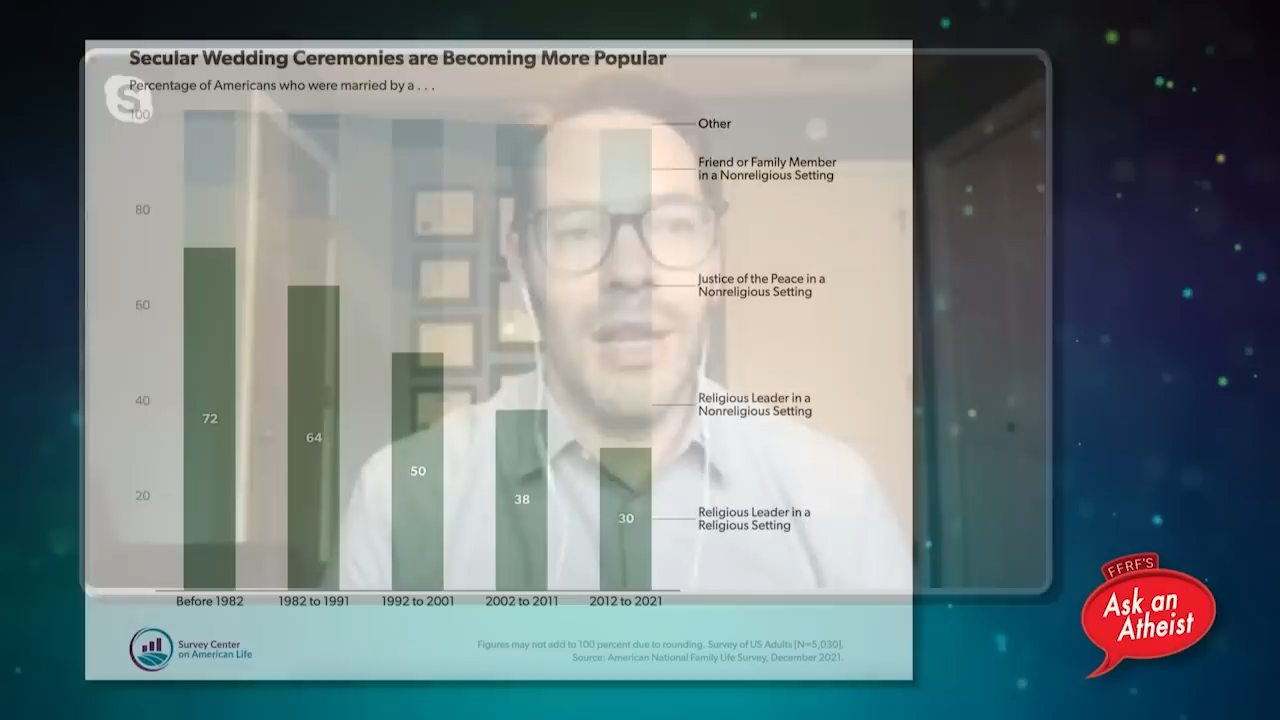 Secular Wedding Ceremonies are Becoming More Popular
Percentage of Americans who were married by a . . .
S
100
80
60
40
20
72
64
50
38
30
Other
Friend or Family Member
in a Nonreligious Setting
Justice of the Peace in a
Nonreligious Setting
Religious Leader in a
Nonreligious Setting
Religious Leader in a
Religious Setting
Before 1982
1982 to 1991
1992 to 2001
2002 to 2011
2012 to 2021
Survey Center
on American Life
Figures may not add to 100 percent due to rounding. Survey of US Adults [N=5,030],
Source: American National Family Life Survey, December 2021.
FFRF'S
Ask an
Atheist